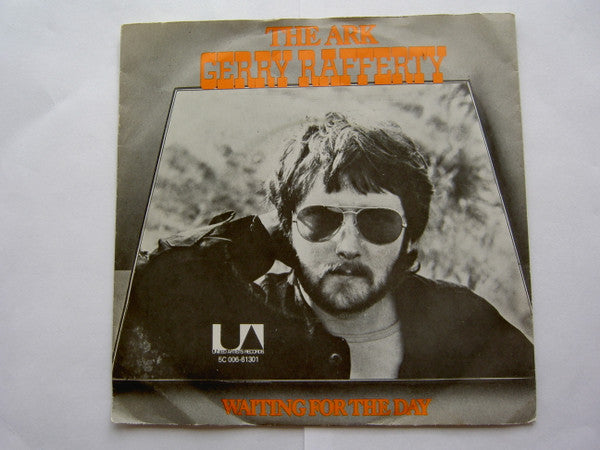 THE ARK
GERRY RAFFERTY
UA
UNITED ARTISTS RECORDS
5C 006-61301
WAITING FOR THE DAY